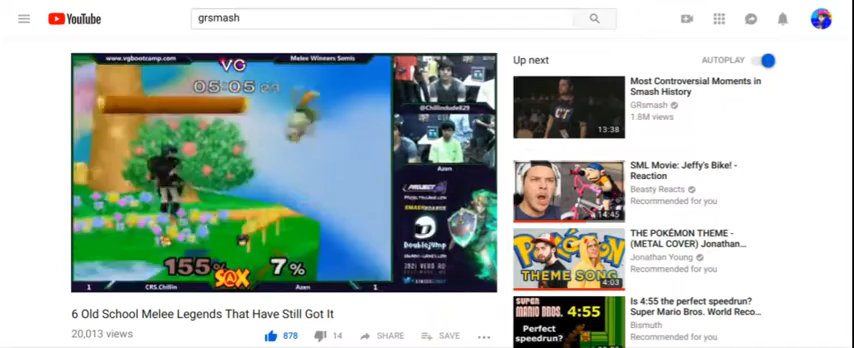 YouTube
grsmash
www.vgbootcamp.com
VG
Melee Winners Semis
05:05 23
@Chillindude829
Azen
DoubleJump
155%
7%
1
CRS.Chillin
Azen
1
6 Old School Melee Legends That Have Still Got It
20,013 views
878
14
SHARE
SAVE
Up next
AUTOPLAY
13:38
Most Controversial Moments in
Smash History
GRsmash
1.8M views
14:45
SML Movie: Jeffy's Bike! -
Reaction
Beasty Reacts
Recommended for you
POKÉMON
THEME SONG
4:03
THE POKÉMON THEME -
(METAL COVER) Jonathan...
Jonathan Young
Recommended for you
SUPER
MARIO BROS.
4:55
Perfect
speedrun?
Is 4:55 the perfect speedrun?
Super Mario Bros. World Reco...
Bismuth
Recommended for you